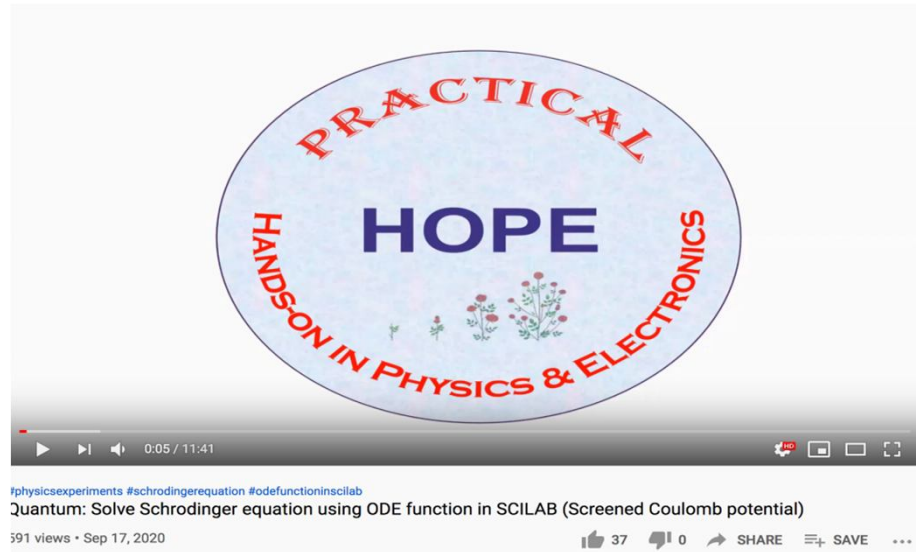 PRACTICAL
HOPE
HANDS-ON IN PHYSICS & ELECTRONICS
0:05 / 11:41
HD
#physicsexperiments #schrodingerequation #odefunctioninscilab
Quantum: Solve Schrodinger equation using ODE function in SCILAB (Screened Coulomb potential)
591 views • Sep 17, 2020 37 0 SHARE SAVE ...